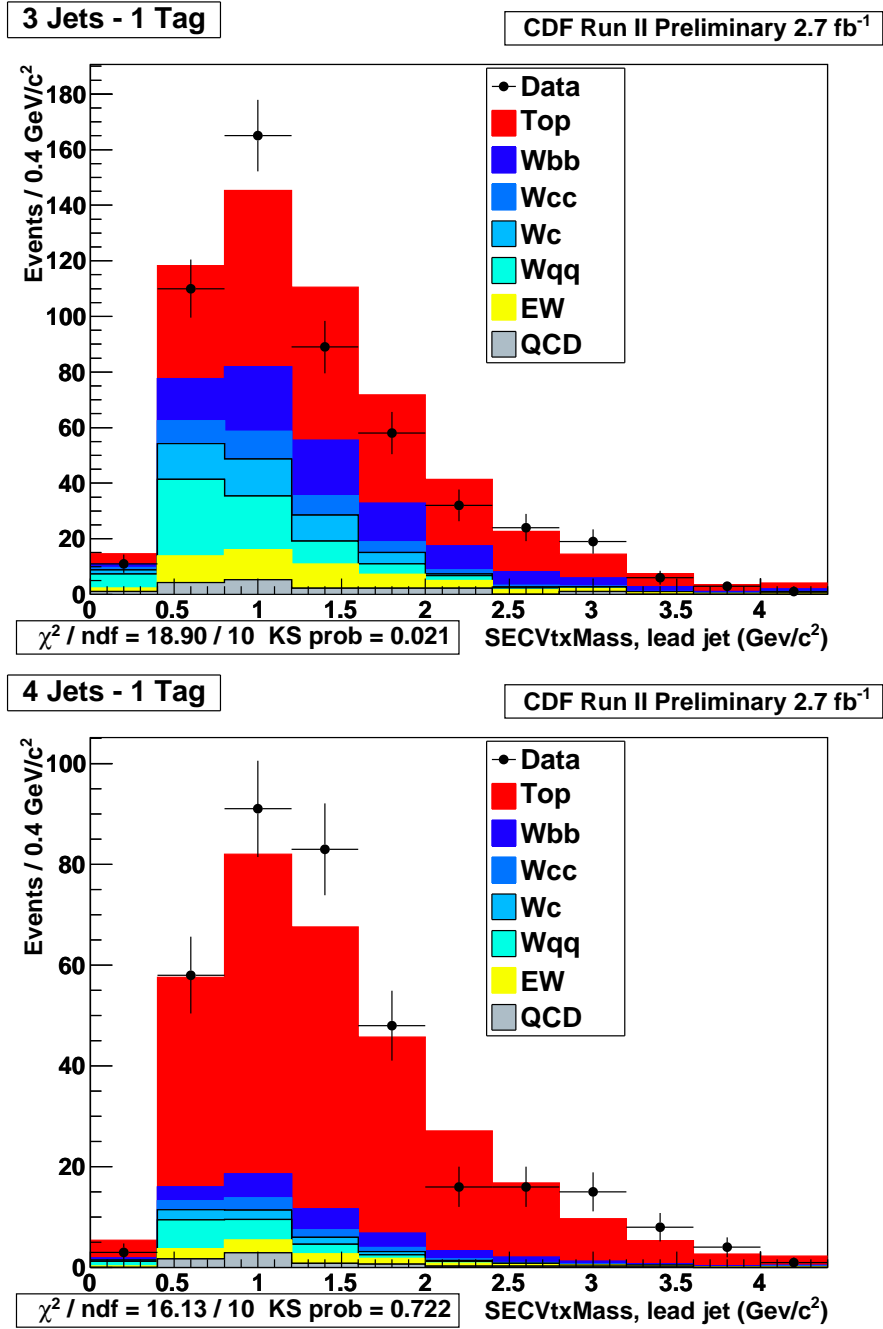 3 Jets - 1 Tag
CDF Run II Preliminary 2.7 fb⁻¹
Events / 0.4 GeV/c²
180
160
140
120
100
80
60
40
20
0
Data
Top
Wbb
Wcc
Wc
Wqq
EW
QCD
0 0.5 1 1.5 2 2.5 3 3.5 4
χ² / ndf = 18.90 / 10 KS prob = 0.021
SECVtxMass, lead jet (Gev/c²)
4 Jets - 1 Tag
CDF Run II Preliminary 2.7 fb⁻¹
Events / 0.4 GeV/c²
100
80
60
40
20
0
Data
Top
Wbb
Wcc
Wc
Wqq
EW
QCD
0 0.5 1 1.5 2 2.5 3 3.5 4
χ² / ndf = 16.13 / 10 KS prob = 0.722
SECVtxMass, lead jet (Gev/c²)